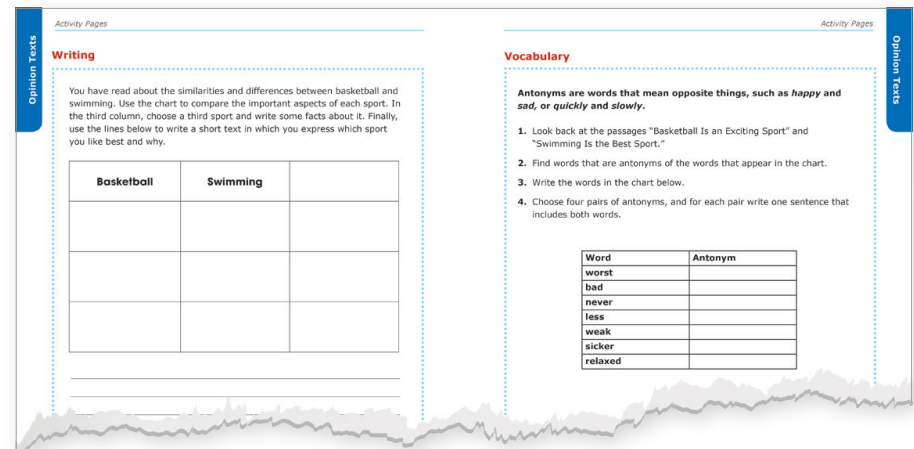 Activity Pages
Opinion Texts
Writing
You have read about the similarities and differences between basketball and
swimming. Use the chart to compare the important aspects of each sport. In
the third column, choose a third sport and write some facts about it. Finally,
use the lines below to write a short text in which you express which sport
you like best and why.
Basketball Swimming
Activity Pages
Opinion Texts
Vocabulary
Antonyms are words that mean opposite things, such as happy and
sad, or quickly and slowly.
1. Look back at the passages "Basketball Is an Exciting Sport" and
"Swimming Is the Best Sport."
2. Find words that are antonyms of the words that appear in the chart.
3. Write the words in the chart below.
4. Choose four pairs of antonyms, and for each pair write one sentence that
includes both words.
Word Antonym
worst
bad
never
less
weak
sicker
relaxed